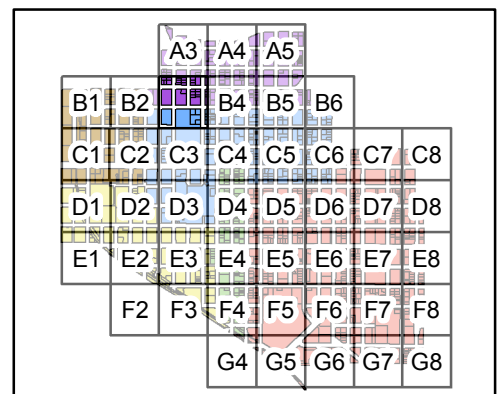 A3 A4 A5
B1 B2 B4 B5 B6
C1 C2 C3 C4 C5 C6 C7 C8
D1 D2 D3 D4 D5 D6 D7 D8
E1 E2 E3 E4 E5 E6 E7 E8
F2 F3 F4 F5 F6 F7 F8
G4 G5 G6 G7 G8